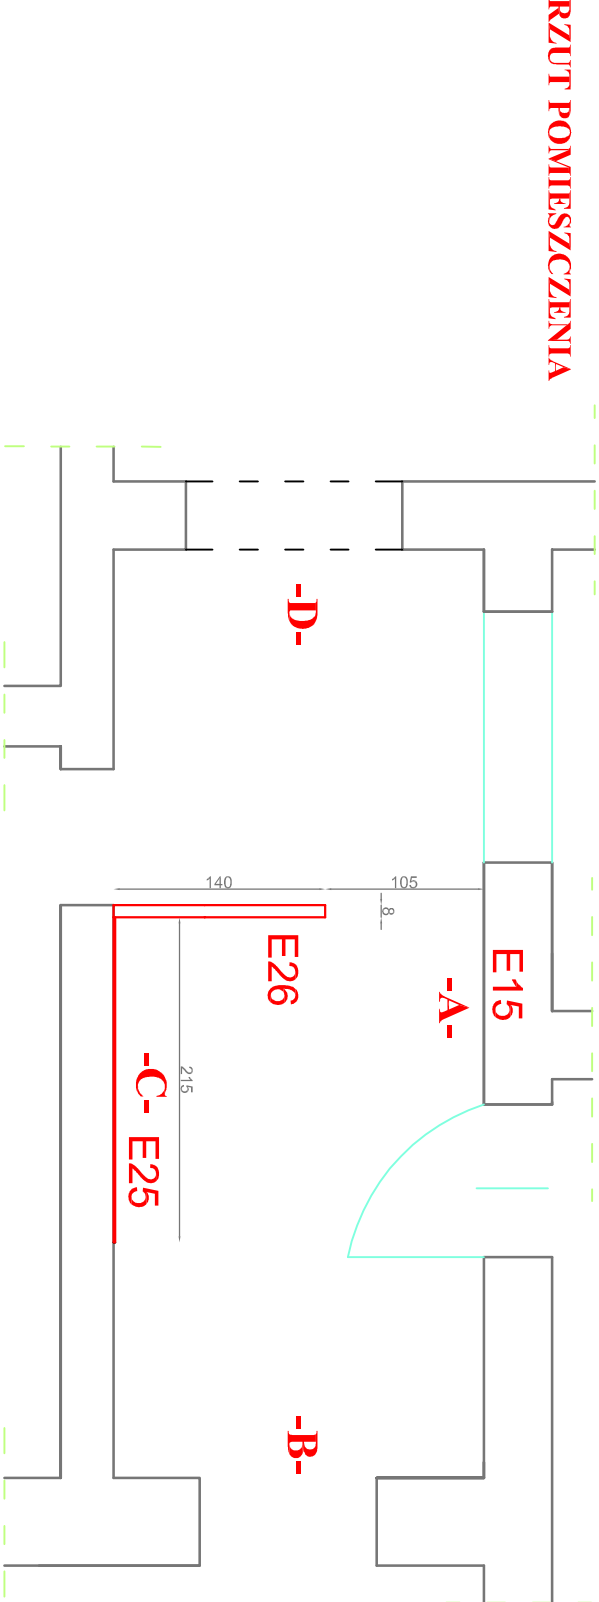 RZUT POMIESZCZENIA
-D-
140
105
8
E26
E15
-A-
-C-
215
E25
-B-